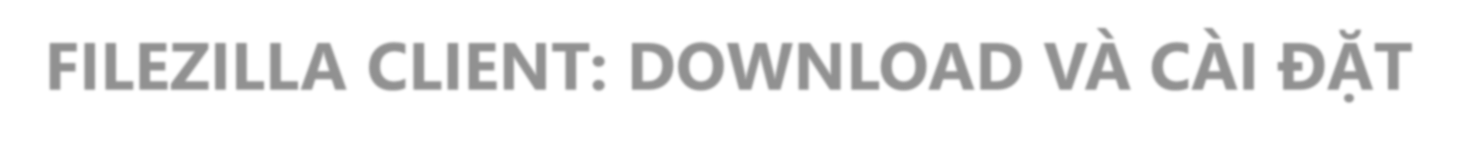 FILEZILLA CLIENT: DOWNLOAD VÀ CÀI ĐẶT